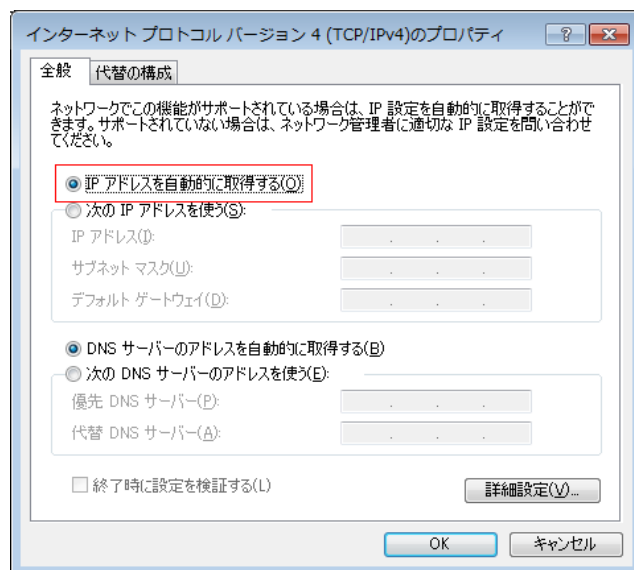 インターネット プロトコル バージョン 4 (TCP/IPv4)のプロパティ
全般
代替の構成
ネットワークでこの機能がサポートされている場合は、IP 設定を自動的に取得することがで
きます。サポートされていない場合は、ネットワーク管理者に適切な IP 設定を問い合わせ
てください。
IP アドレスを自動的に取得する(O)
次の IP アドレスを使う(S):
IP アドレス(I):
サブネット マスク(U):
デフォルト ゲートウェイ(D):
DNS サーバーのアドレスを自動的に取得する(B)
次の DNS サーバーのアドレスを使う(E):
優先 DNS サーバー(P):
代替 DNS サーバー(A):
終了時に設定を検証する(L)
詳細設定(V)...
OK
キャンセル